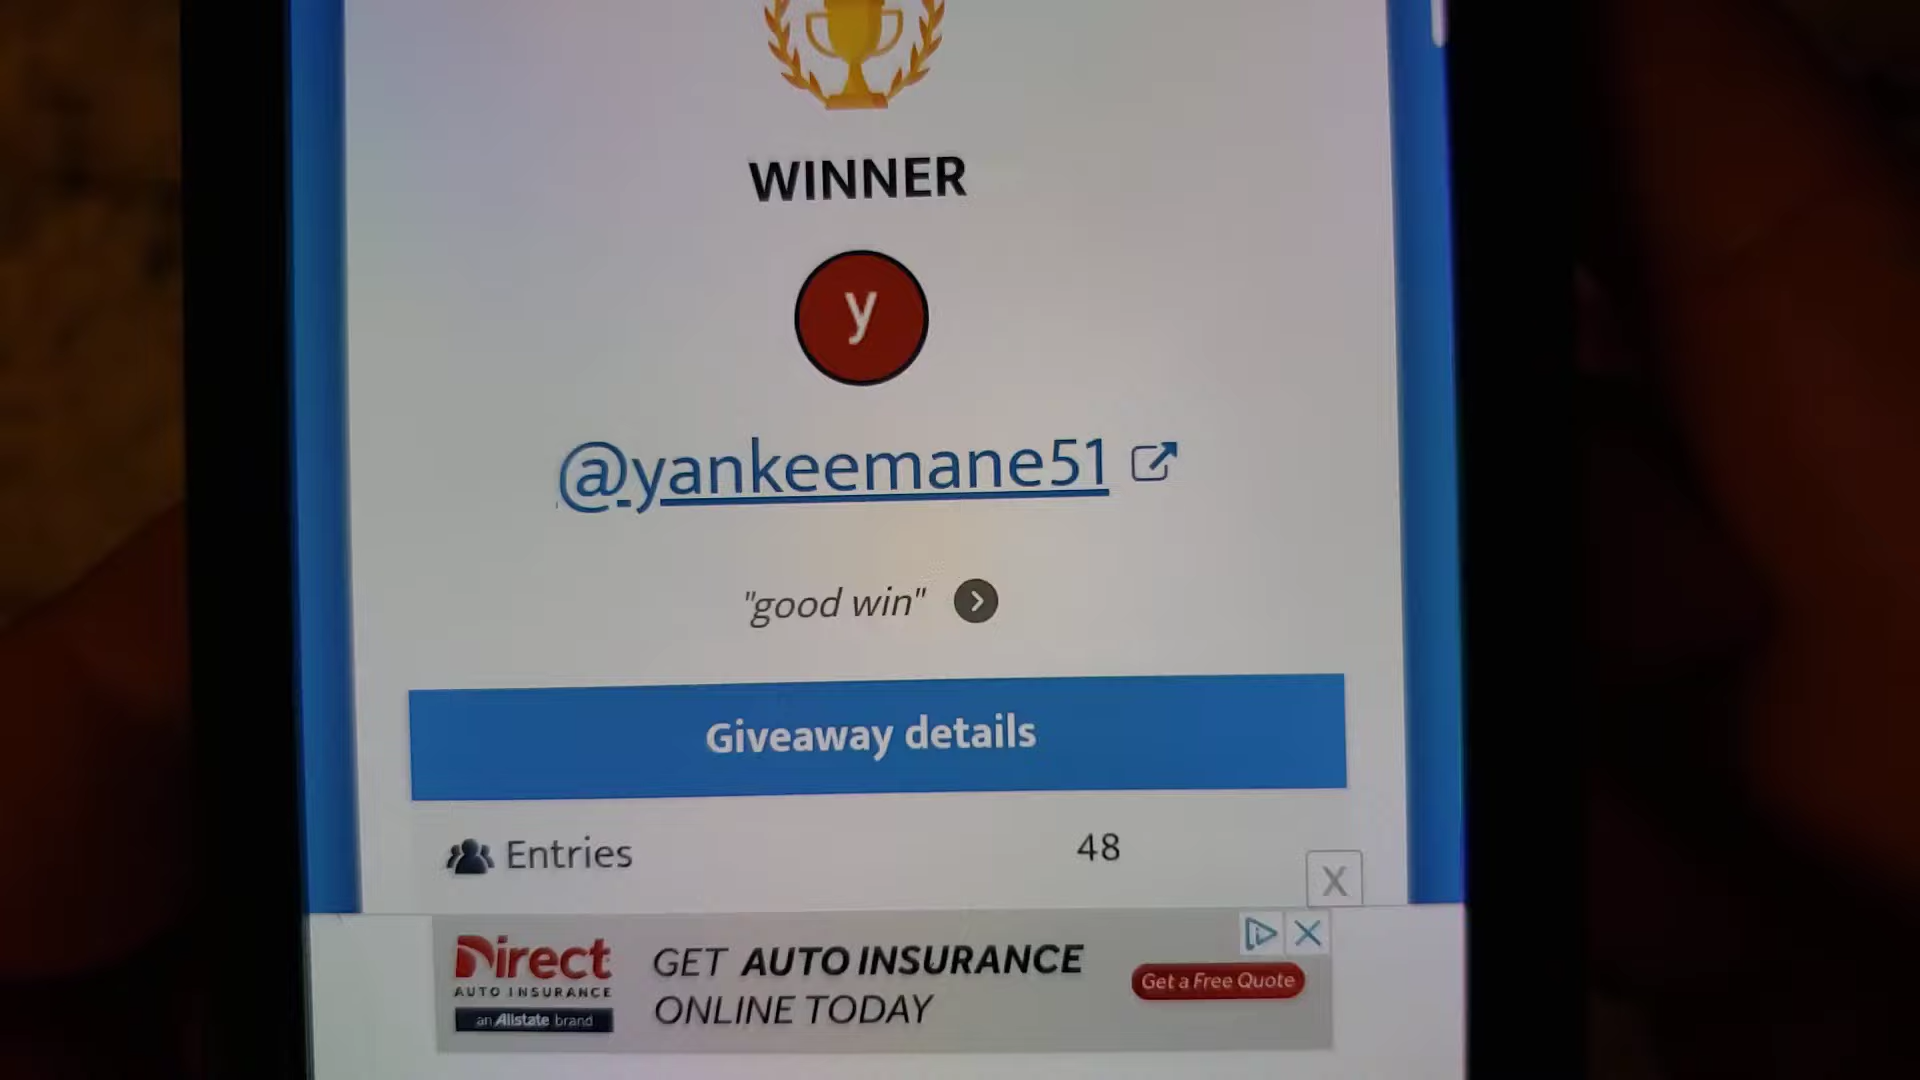 WINNER
y
@yankeemane51
"good win"
Giveaway details
Entries 48
X
Direct
AUTO INSURANCE
an Allstate brand
GET AUTO INSURANCE
ONLINE TODAY
Get a Free Quote